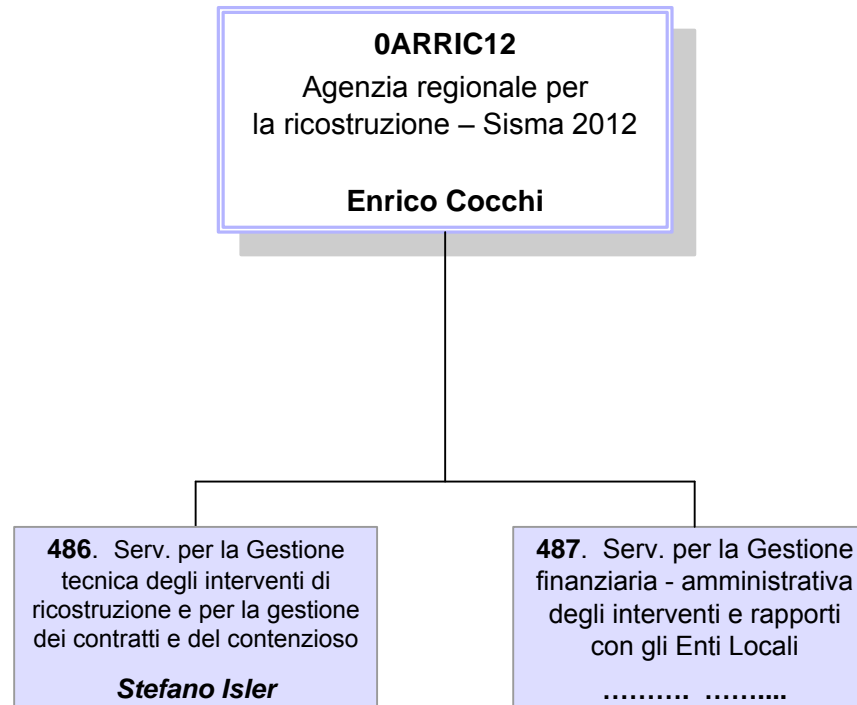 0ARRIC12
Agenzia regionale per
la ricostruzione – Sisma 2012
Enrico Cocchi
486. Serv. per la Gestione
tecnica degli interventi di
ricostruzione e per la gestione
dei contratti e del contenzioso
Stefano Isler
487. Serv. per la Gestione
finanziaria - amministrativa
degli interventi e rapporti
con gli Enti Locali
………. ……....